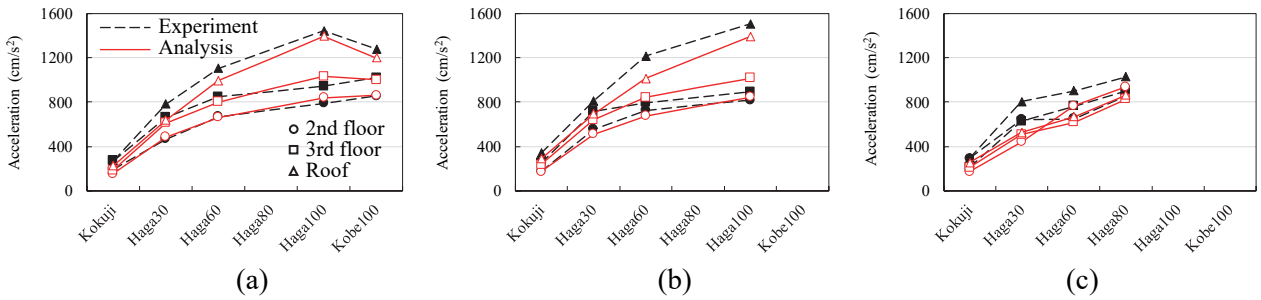 Acceleration (cm/s²)
1600
1200
800
400
0
Experiment
Analysis
2nd floor
3rd floor
Roof
Kokuji
Haga30
Haga60
Haga80
Haga100
Kobe100
(a)
Acceleration (cm/s²)
1600
1200
800
400
0
Kokuji
Haga30
Haga60
Haga80
Haga100
Kobe100
(b)
Acceleration (cm/s²)
1600
1200
800
400
0
Kokuji
Haga30
Haga60
Haga80
Haga100
Kobe100
(c)